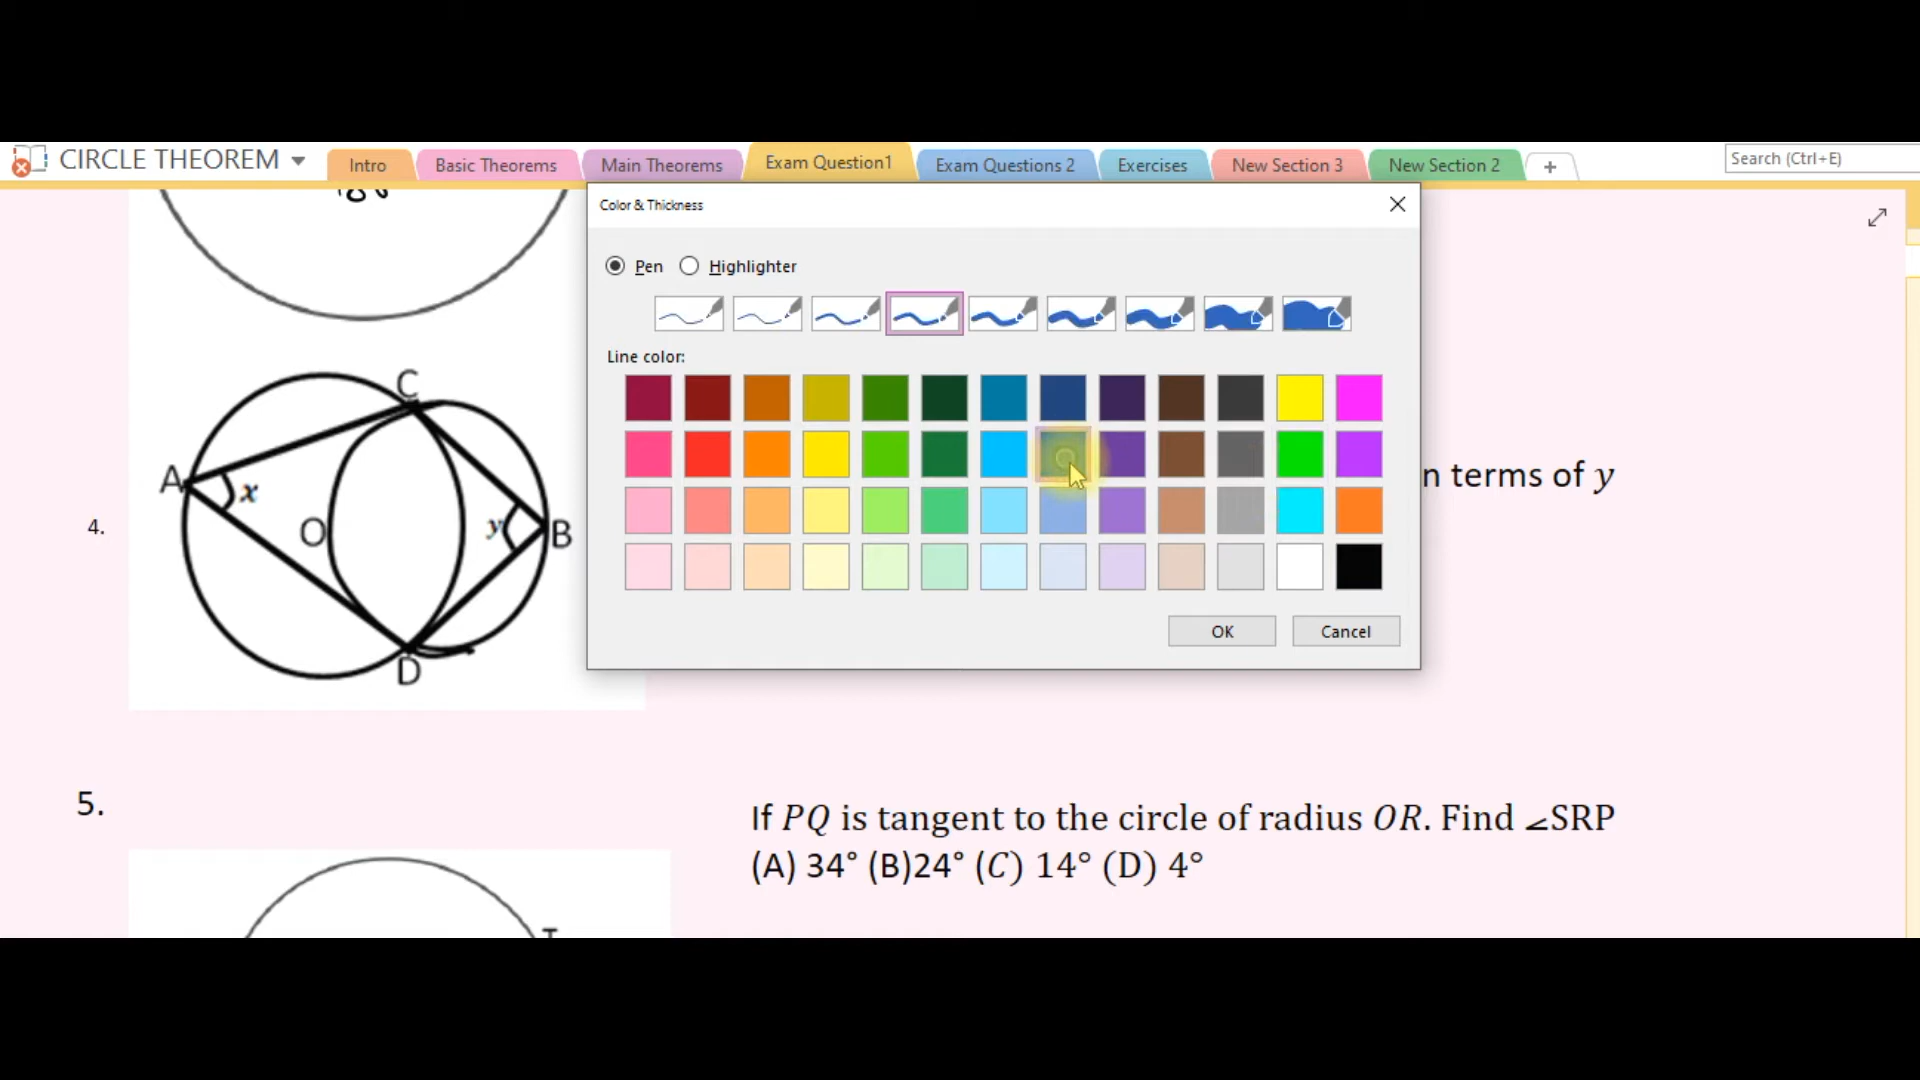 CIRCLE THEOREM
Intro
Basic Theorems
Main Theorems
Exam Question1
Exam Questions 2
Exercises
New Section 3
New Section 2
+
Search (Ctrl+E)
Color & Thickness
Pen
Highlighter
Line color:
OK
Cancel
C
A
x
4.
O
y
B
D
n terms of y
5.
If PQ is tangent to the circle of radius OR. Find ∠SRP
(A) 34° (B)24° (C) 14° (D) 4°